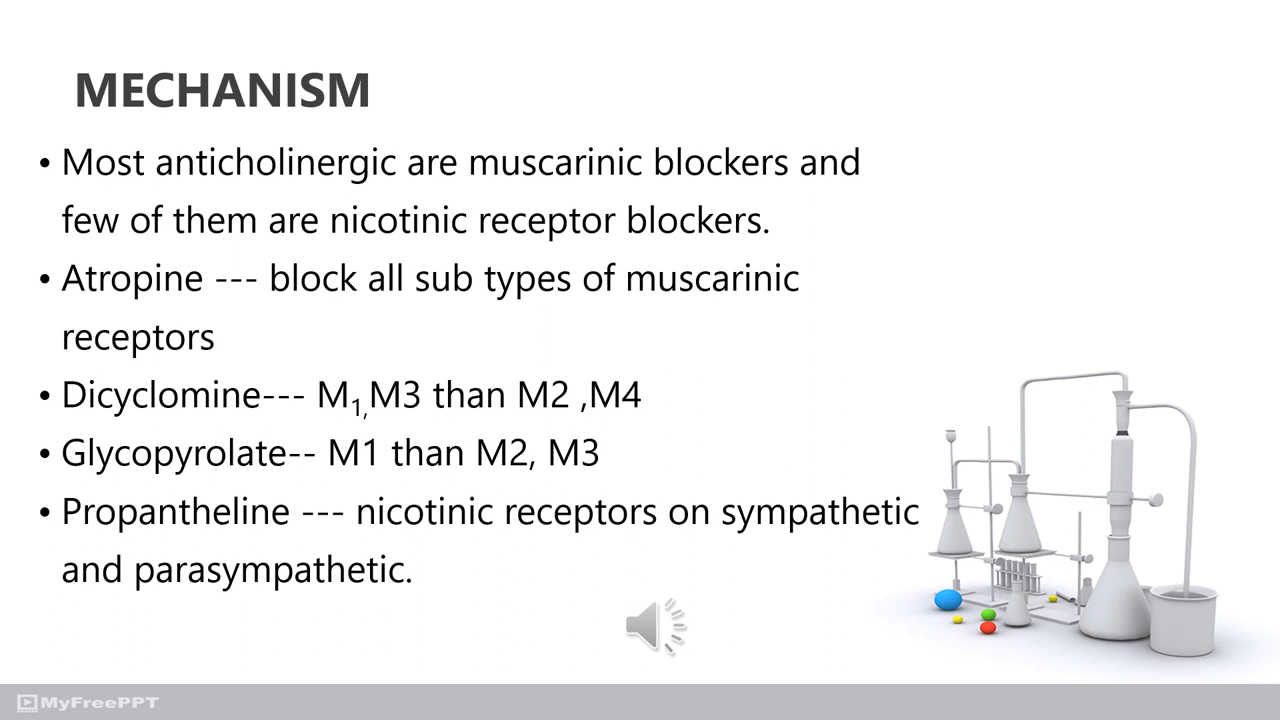 MECHANISM
• Most anticholinergic are muscarinic blockers and
few of them are nicotinic receptor blockers.
• Atropine --- block all sub types of muscarinic
receptors
• Dicyclomine--- M1,M3 than M2 ,M4
• Glycopyrolate-- M1 than M2, M3
• Propantheline --- nicotinic receptors on sympathetic
and parasympathetic.
MyFreePPT